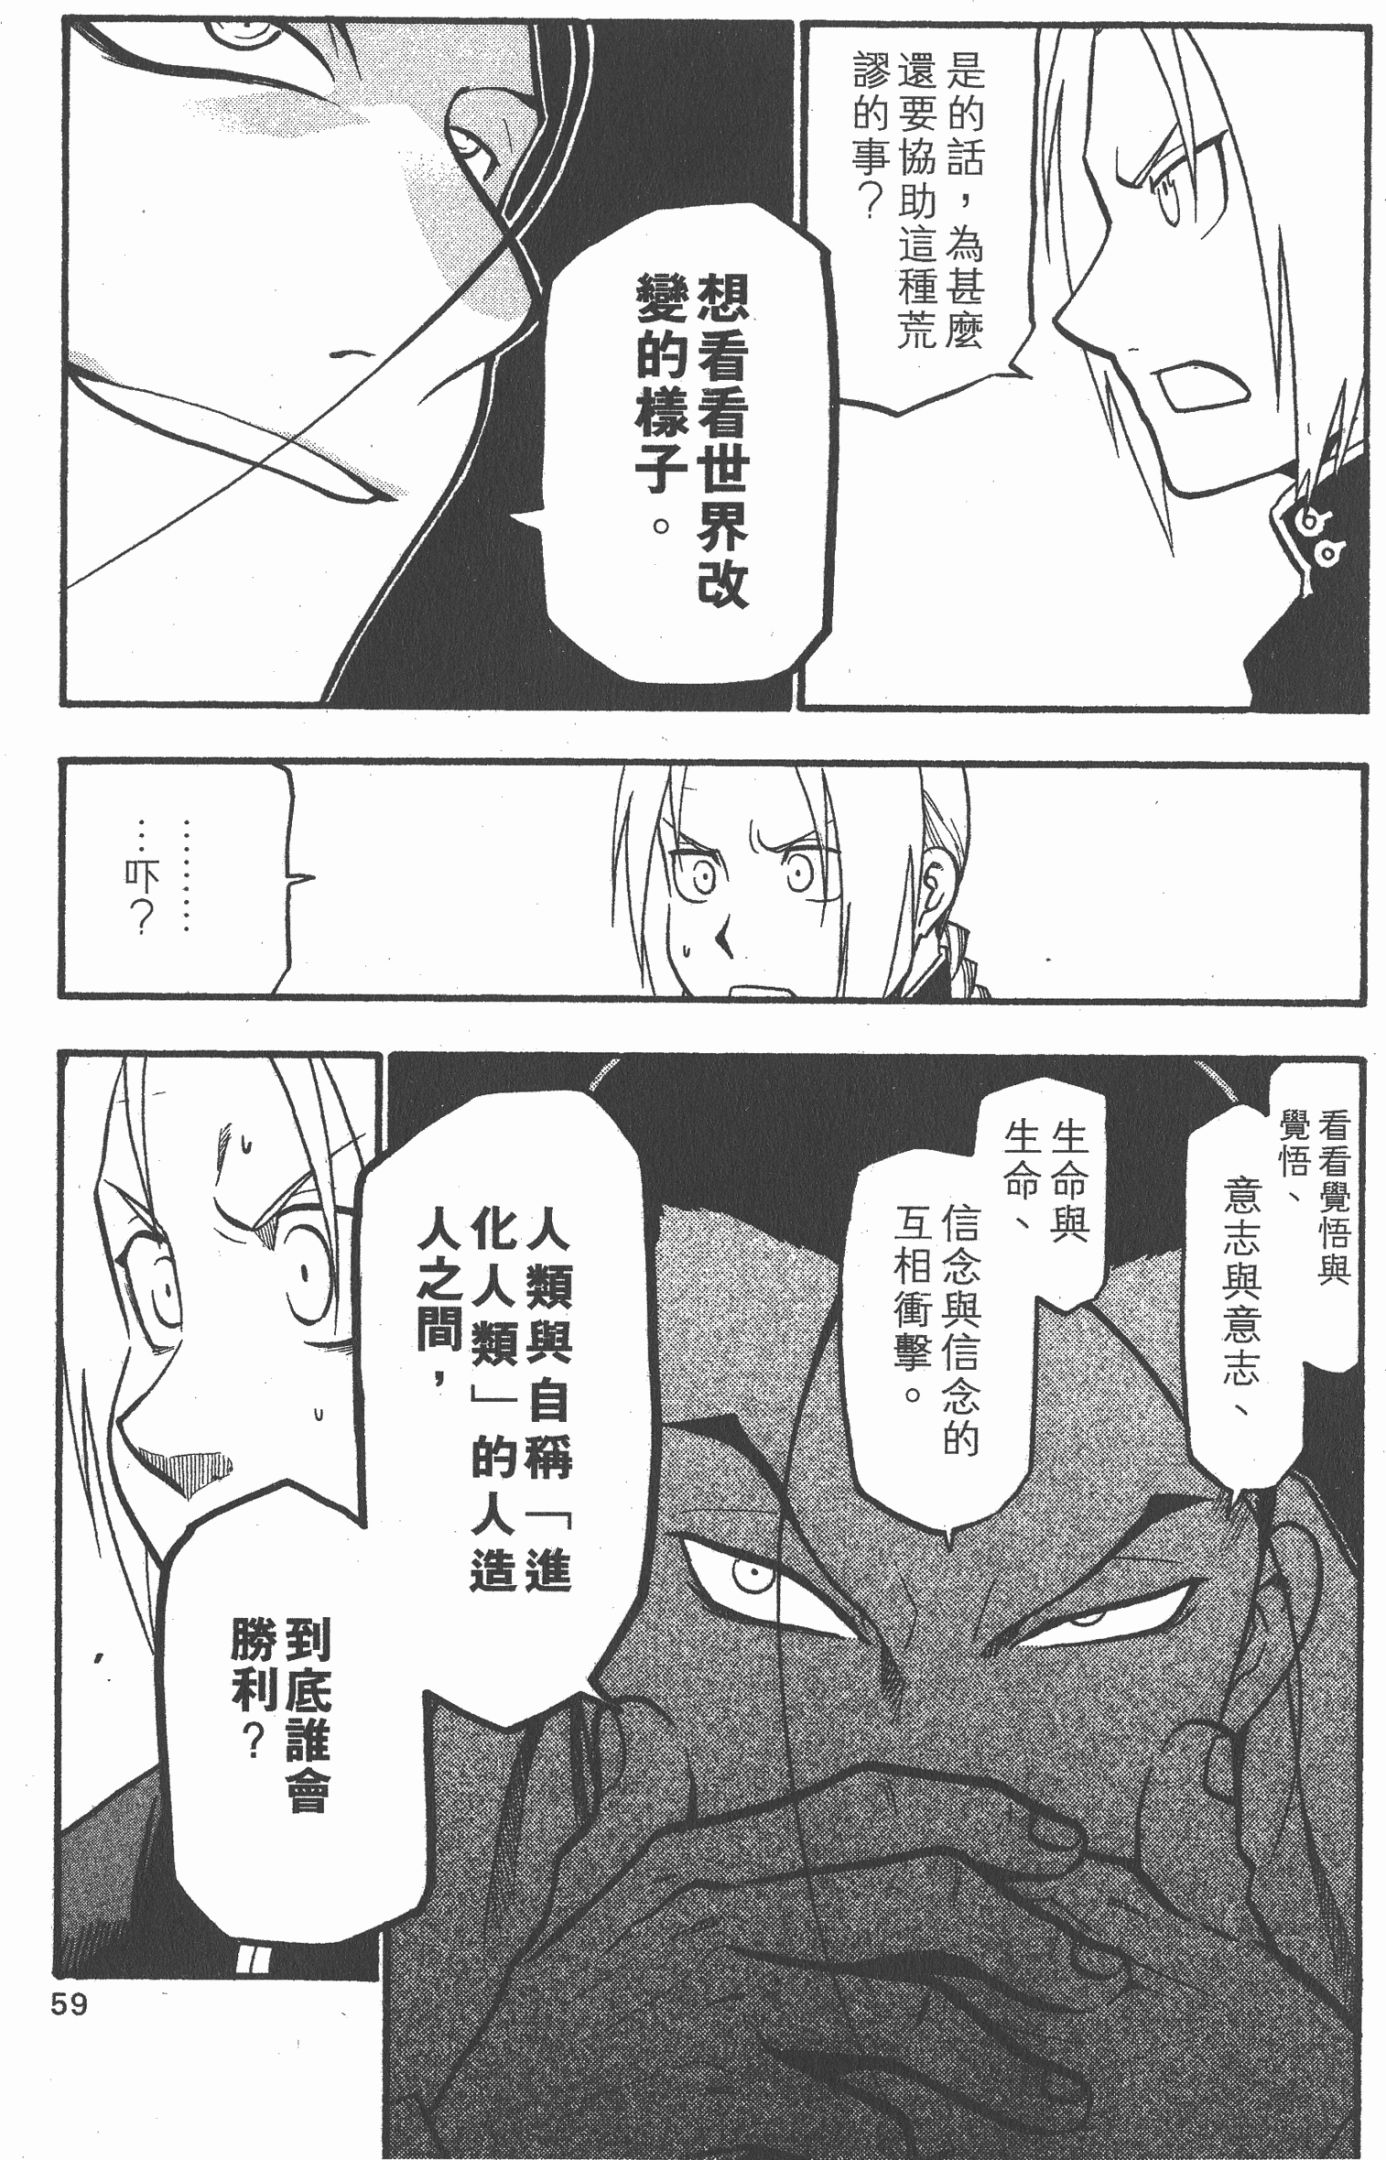 是的話，為甚麼
還要協助這種荒
謬的事？
想看看世界改
變的樣子。
………
…吓？
看看覺悟與
覺悟、
意志與意志、
生命與
生命、
信念與信念的
互相衝擊。
人類與自稱「進
化人類」的人造
人之間，
到底誰會
勝利？
59